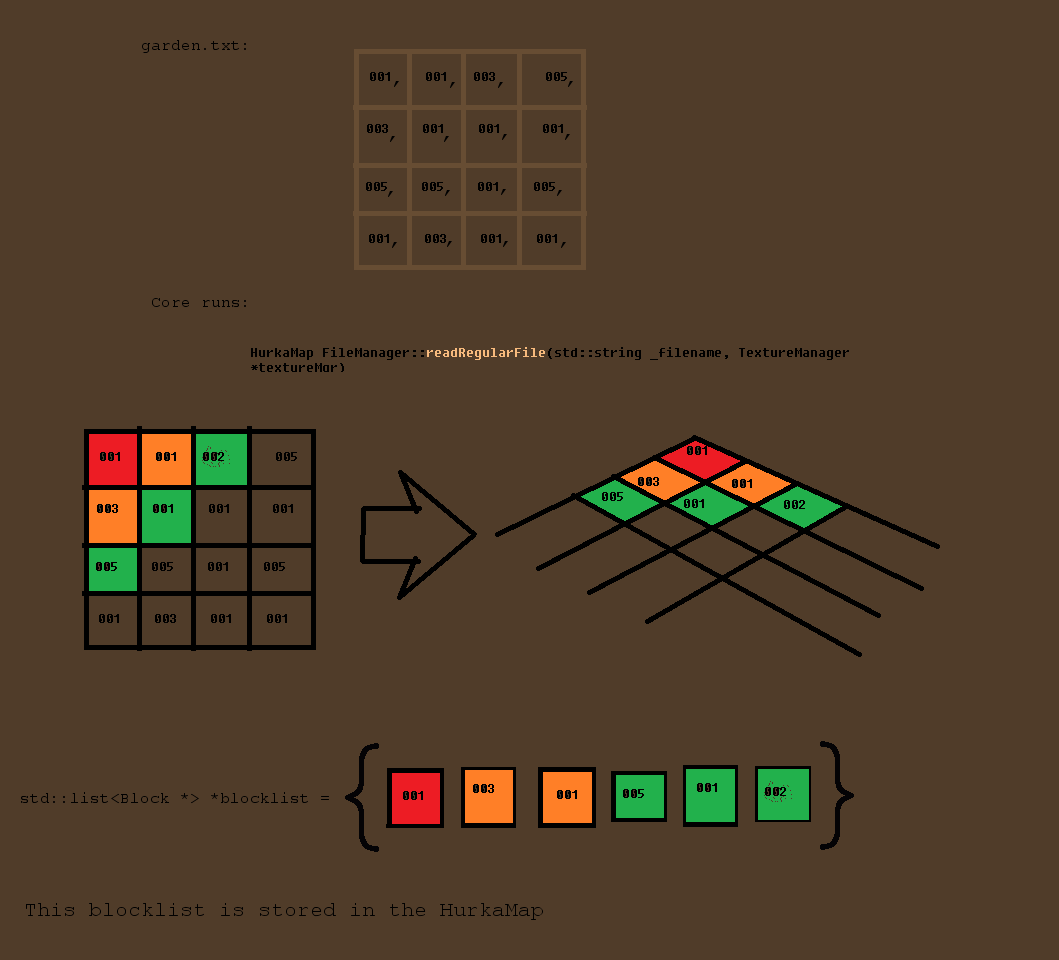 garden.txt:
001, 001, 003, 005,
003, 001, 001, 001,
005, 005, 001, 005,
001, 003, 001, 001,
Core runs:
HurkaMap FileManager::readRegularFile(std::string _filename, TextureManager
*textureMgr)
001 001 002 005
003 001 001 001
005 005 001 005
001 003 001 001
001
003 001
005 001 002
std::list<Block *> *blocklist = { 001 003 001 005 001 002 }
This blocklist is stored in the HurkaMap